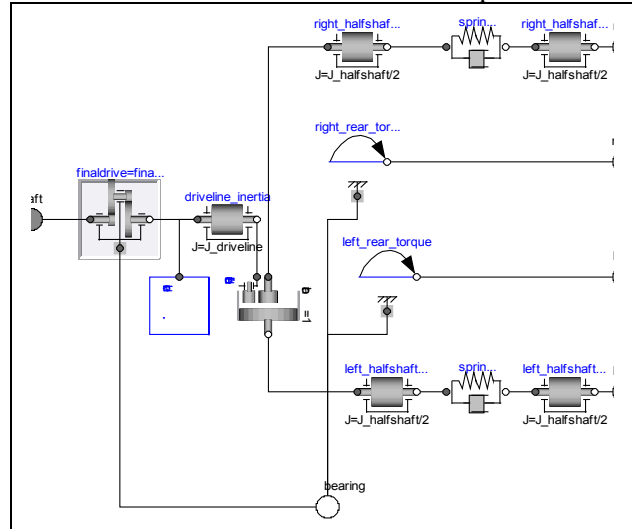 right_halfshaf...
sprin...
right_halfshaf...
J=J_halfshaft/2
J=J_halfshaft/2
right_rear_tor...
finaldrive=fina...
aft
driveline_inertia
J=J_driveline
left_rear_torque
=1
left_halfshaft...
sprin...
left_halfshaft...
J=J_halfshaft/2
J=J_halfshaft/2
bearing